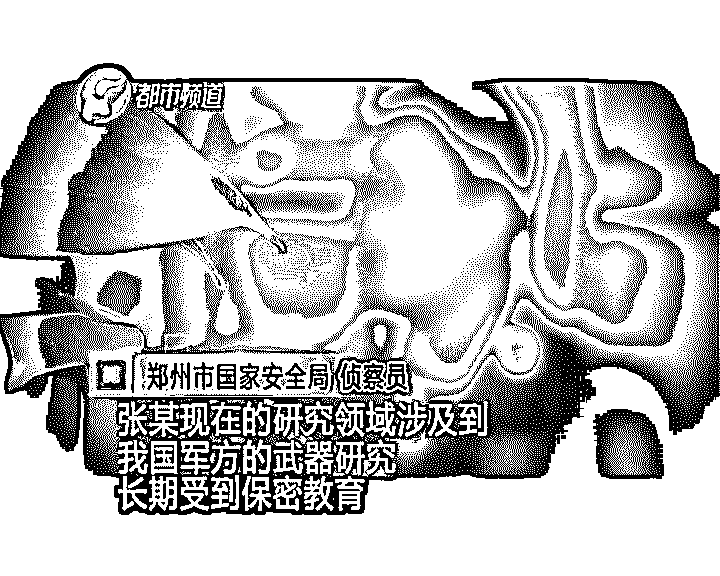 都市频道
郑州市国家安全局 侦察员
张某现在的研究领域涉及到
我国军方的武器研究
长期受到保密教育